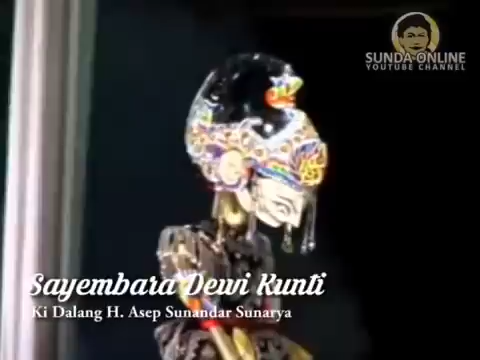 SUNDA ONLINE
YOUTUBE CHANNEL
Sayembara Dewi Kunti
Ki Dalang H. Asep Sunandar Sunarya